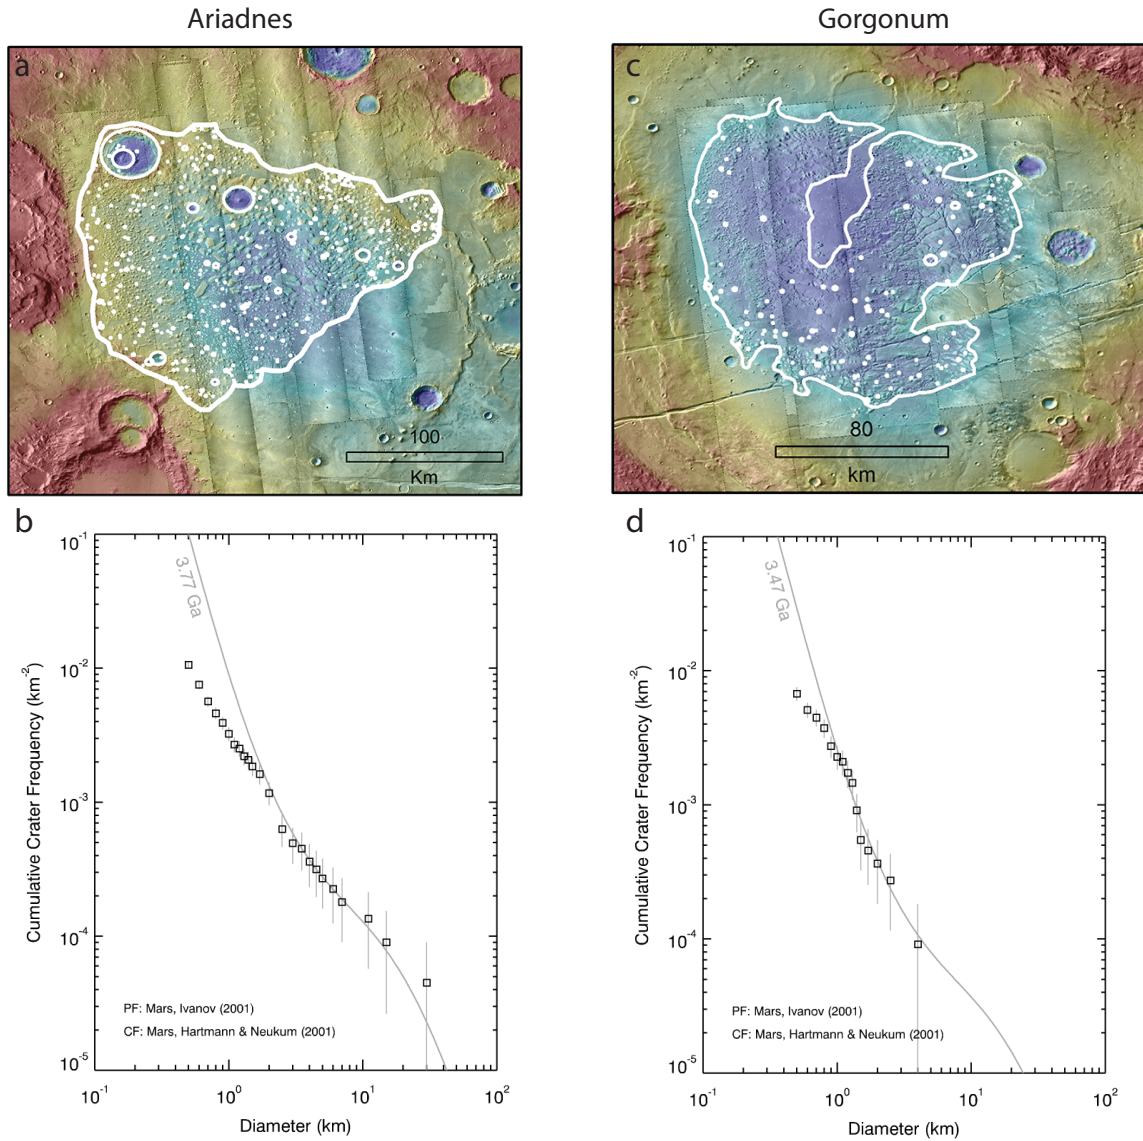 Ariadnes
Gorgonum
a
100
Km
c
80
km
b
10-1
10-2
10-3
10-4
10-5
Cumulative Crater Frequency (km-2)
3.77 Ga
PF: Mars, Ivanov (2001)
CF: Mars, Hartmann & Neukum (2001)
10-1
100
101
102
Diameter (km)
d
10-1
10-2
10-3
10-4
10-5
Cumulative Crater Frequency (km-2)
3.47 Ga
PF: Mars, Ivanov (2001)
CF: Mars, Hartmann & Neukum (2001)
10-1
100
101
102
Diameter (km)